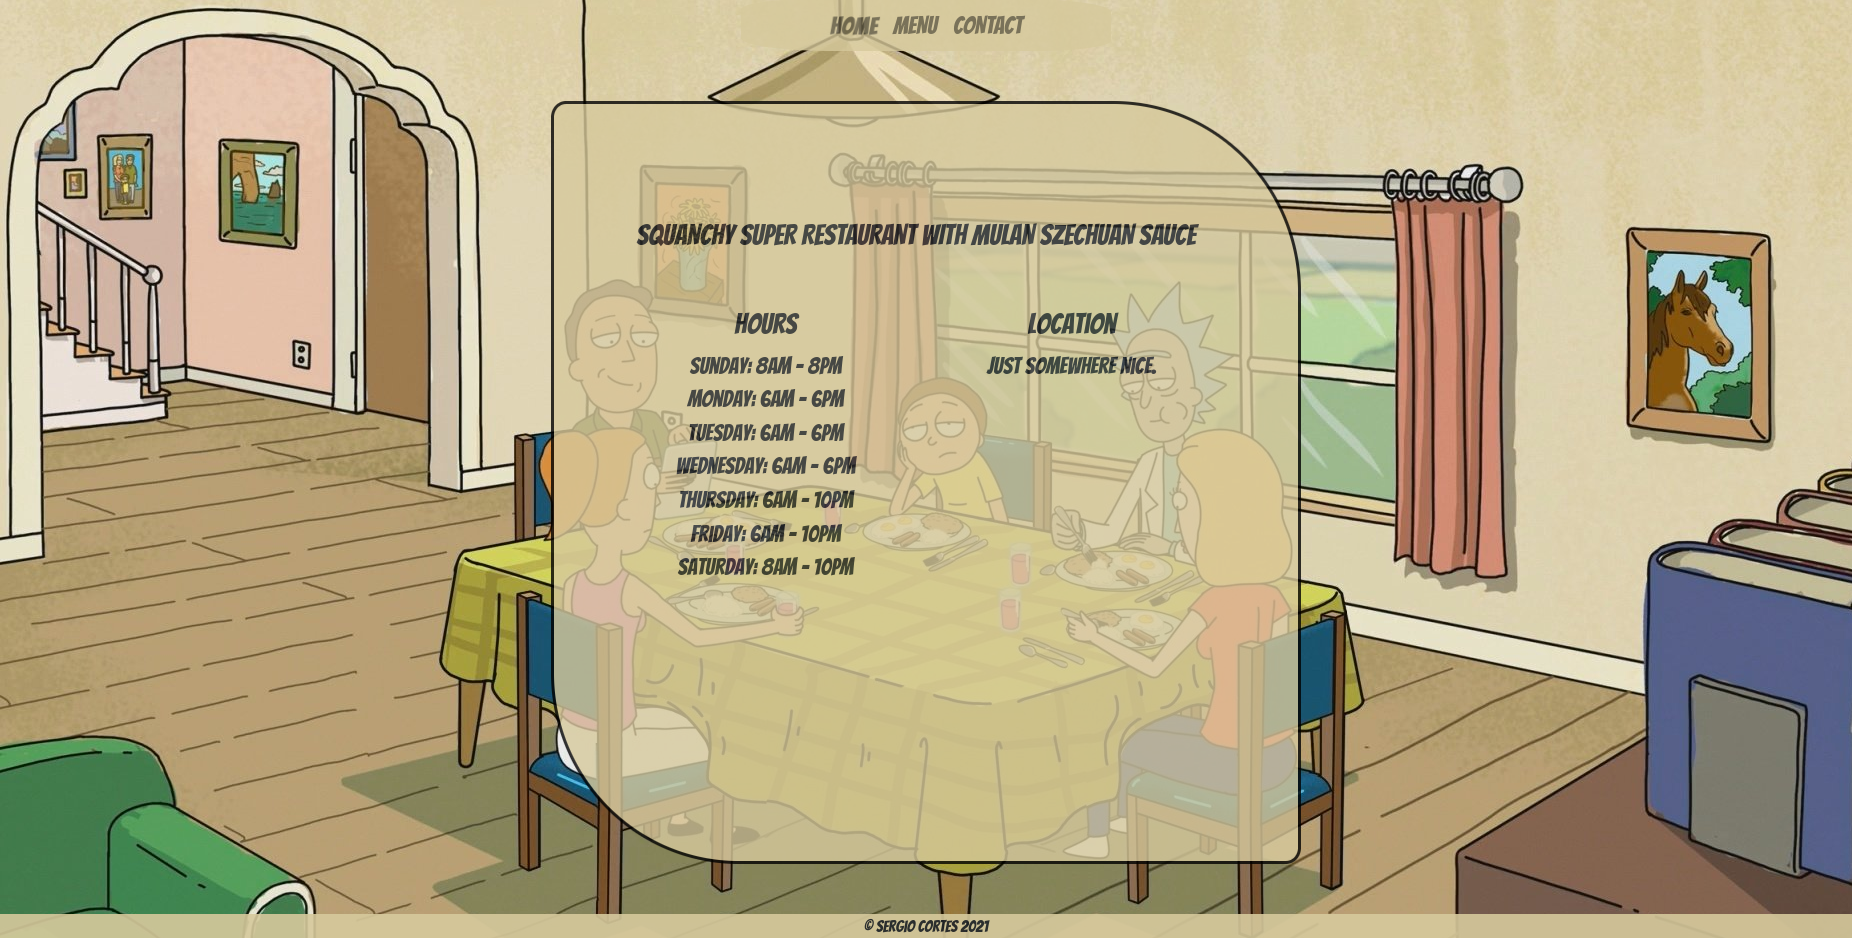 HOME MENU CONTACT
SQUANCHY SUPER RESTAURANT WITH MULAN SZECHUAN SAUCE
HOURS
SUNDAY: 8AM - 8PM
MONDAY: 6AM - 6PM
TUESDAY: 6AM - 6PM
WEDNESDAY: 6AM - 6PM
THURSDAY: 6AM - 10PM
FRIDAY: 6AM - 10PM
SATURDAY: 8AM - 10PM
LOCATION
JUST SOMEWHERE NICE.
© SERGIO CORTES 2021